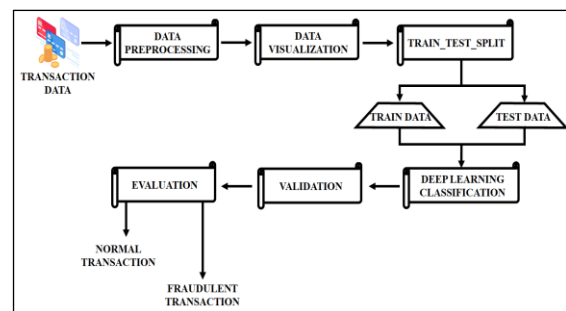 TRANSACTION
DATA
DATA
PREPROCESSING
DATA
VISUALIZATION
TRAIN_TEST_SPLIT
TRAIN DATA
TEST DATA
DEEP LEARNING
CLASSIFICATION
VALIDATION
EVALUATION
NORMAL
TRANSACTION
FRAUDULENT
TRANSACTION